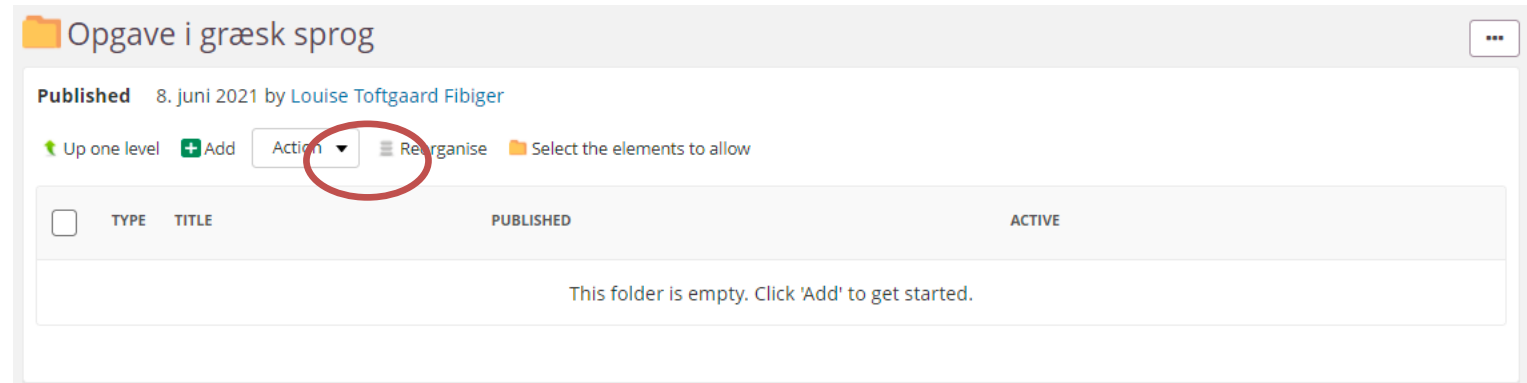 Opgave i græsk sprog
Published 8. juni 2021 by Louise Toftgaard Fibiger
Up one level Add Action Reorganise Select the elements to allow
TYPE TITLE PUBLISHED ACTIVE
This folder is empty. Click 'Add' to get started.